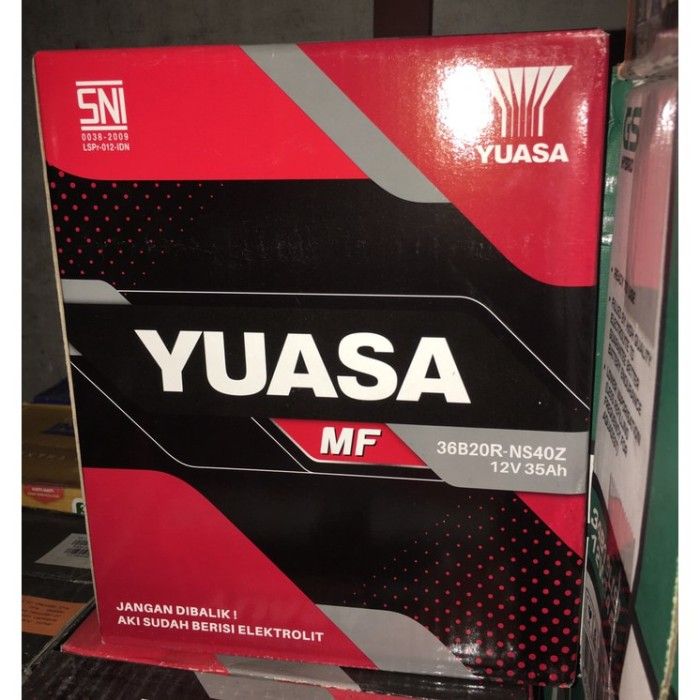 SNI
0038-2009
LSPr-012-IDN
YUASA
YUASA
MF
36B20R-NS40Z
12V 35Ah
JANGAN DIBALIK !
AKI SUDAH BERISI ELEKTROLIT
GS